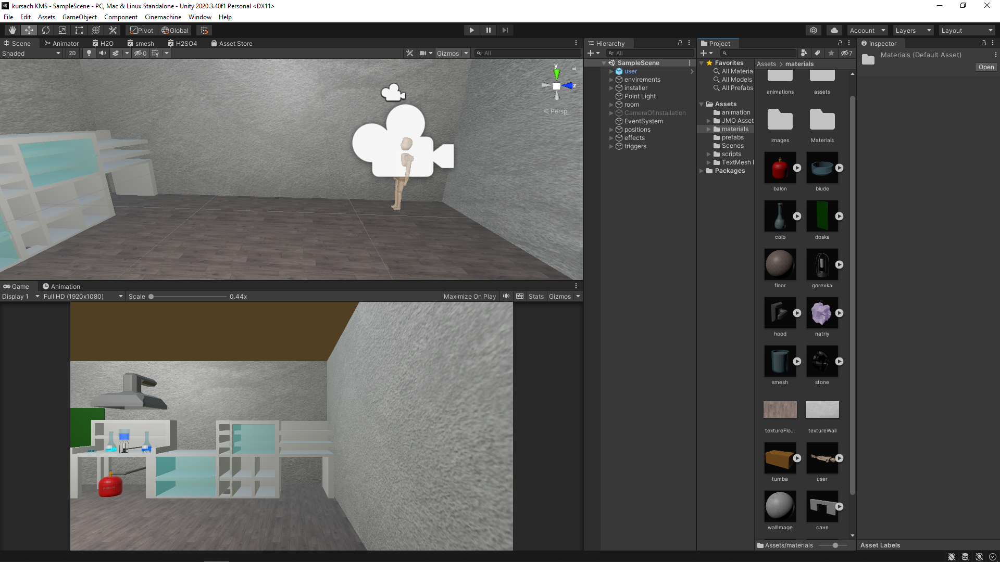 kursach KMS - SampleScene - PC, Mac & Linux Standalone - Unity 2020.3.40f1 Personal <DX11>
File Edit Assets GameObject Component Cinemachine Window Help
Pivot Global Account Layers Layout
Scene Animator H2O smesh H2SO4 Asset Store
Shaded 2D 0 Gizmos All
y
z
Persp
Game Animation
Display 1 Full HD (1920x1080) Scale 0.44x Maximize On Play Stats Gizmos
Hierarchy
All
SampleScene
user
envirements
installer
Point Light
room
CameraOfInstallation
EventSystem
positions
effects
triggers
Project
7
Favorites
All Materia
All Models
All Prefabs
Assets
animation
JMO Asset
materials
prefabs
Scenes
scripts
TextMesh
Packages
Assets > materials
animations assets
images Materials
balon blude
colb doska
floor gorevka
hood natriy
smesh stone
textureFlo... textureWall
tumba user
wallImage саня
Assets/materials
Inspector
Materials (Default Asset)
Open
Asset Labels